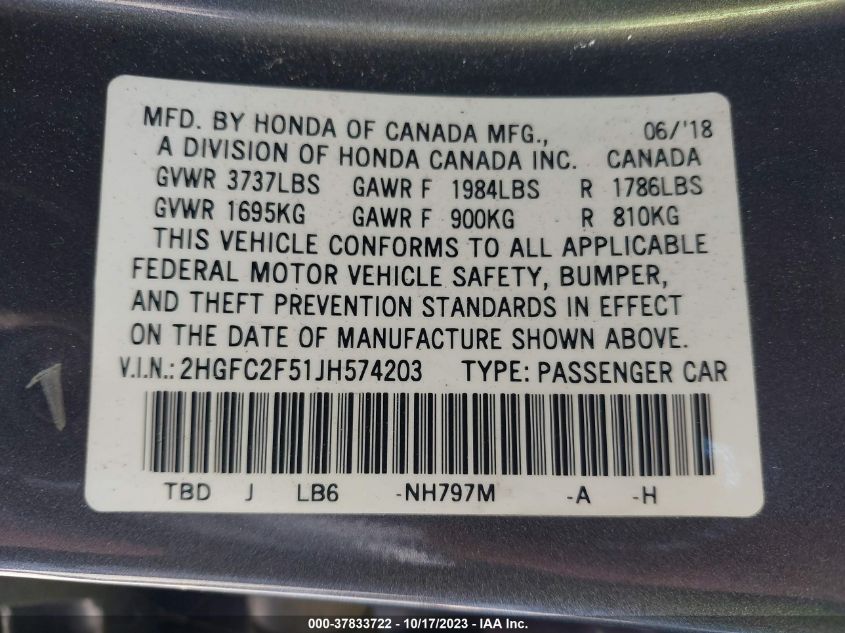 MFD. BY HONDA OF CANADA MFG., 06/'18
A DIVISION OF HONDA CANADA INC. CANADA
GVWR 3737LBS GAWR F 1984LBS R 1786LBS
GVWR 1695KG GAWR F 900KG R 810KG
THIS VEHICLE CONFORMS TO ALL APPLICABLE
FEDERAL MOTOR VEHICLE SAFETY, BUMPER,
AND THEFT PREVENTION STANDARDS IN EFFECT
ON THE DATE OF MANUFACTURE SHOWN ABOVE.
V.I.N.: 2HGFC2F51JH574203 TYPE: PASSENGER CAR
TBD J LB6 -NH797M -A -H
000-37833722 - 10/17/2023 - IAA Inc.